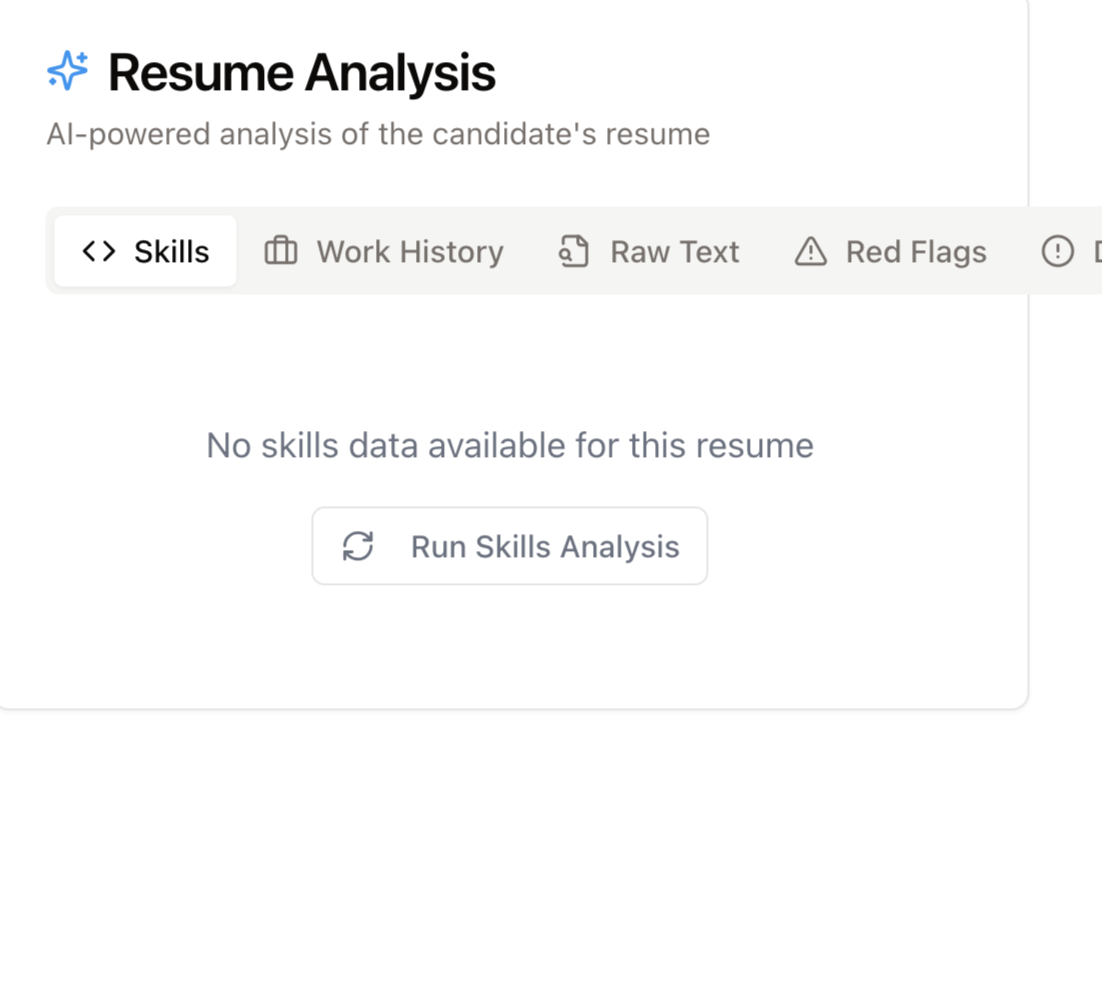 Resume Analysis
AI-powered analysis of the candidate's resume
Skills
Work History
Raw Text
Red Flags
No skills data available for this resume
Run Skills Analysis